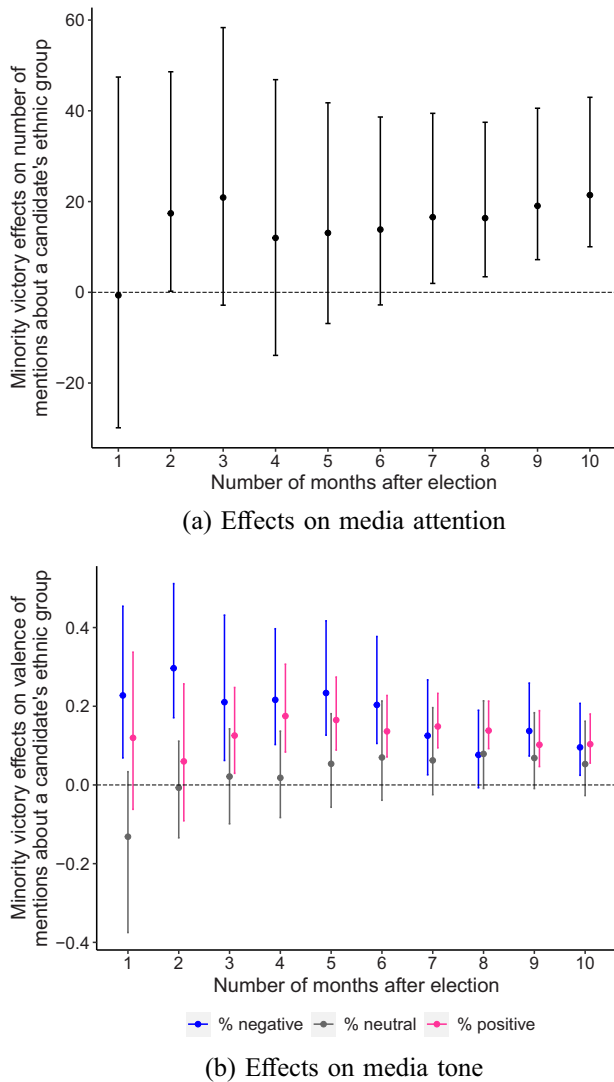 Minority victory effects on number of
mentions about a candidate's ethnic group
60
40
20
0
−20
1 2 3 4 5 6 7 8 9 10
Number of months after election
(a) Effects on media attention
Minority victory effects on valence of
mentions about a candidate's ethnic group
0.4
0.2
0.0
−0.2
−0.4
1 2 3 4 5 6 7 8 9 10
Number of months after election
% negative % neutral % positive
(b) Effects on media tone